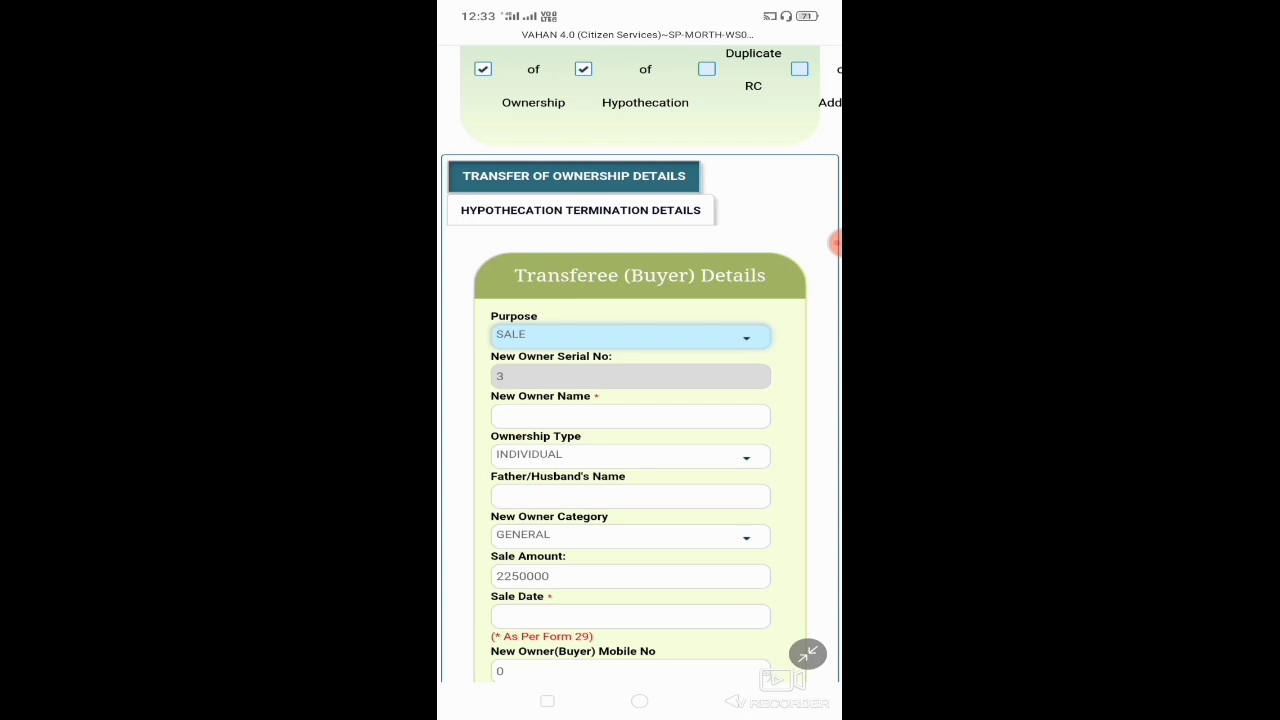 12:33
71
VAHAN 4.0 (Citizen Services)~SP-MORTH-WS0...
of Ownership
of Hypothecation
Duplicate RC
Add
TRANSFER OF OWNERSHIP DETAILS
HYPOTHECATION TERMINATION DETAILS
Transferee (Buyer) Details
Purpose
SALE
New Owner Serial No:
3
New Owner Name *
Ownership Type
INDIVIDUAL
Father/Husband's Name
New Owner Category
GENERAL
Sale Amount:
2250000
Sale Date *
(* As Per Form 29)
New Owner(Buyer) Mobile No
0
V RECORDER